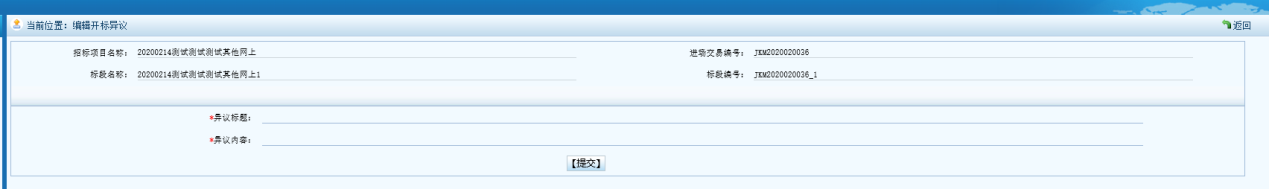 当前位置：编辑开标异议 返回
招标项目名称： 20200214测试测试测试其他网上 进场交易编号： JKM2020020036
标段名称： 20200214测试测试测试其他网上1 标段编号： JKM2020020036_1
*异议标题：
*异议内容：
【提交】